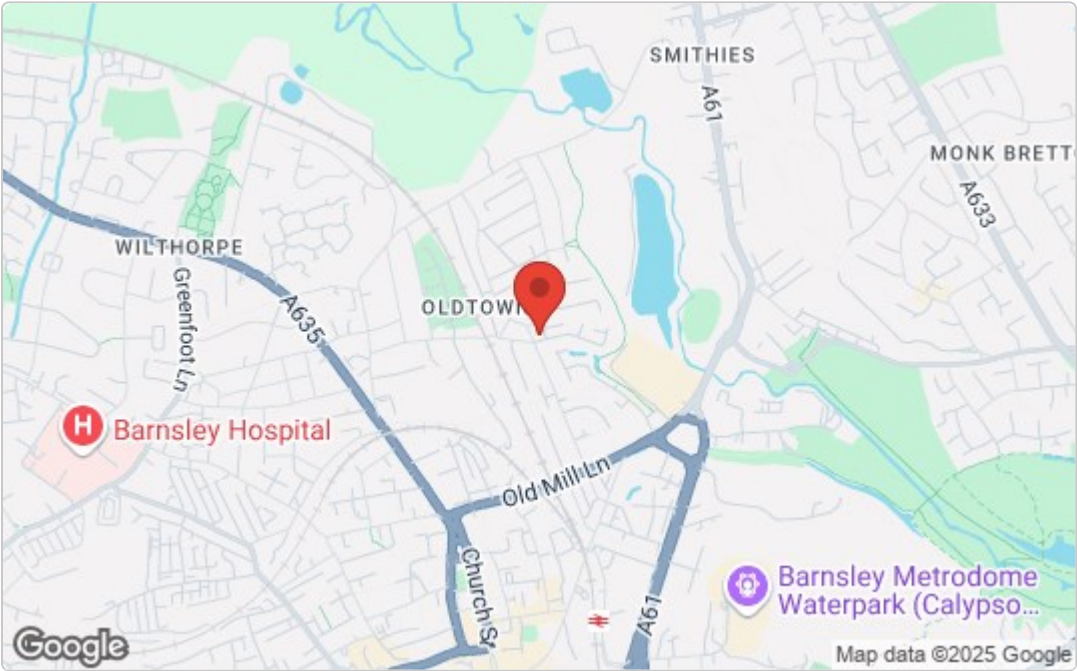 SMITHIES
A61
MONK BRETT
A633
WILTHORPE
Greenfoot Ln
A635
OLDTOWN
Barnsley Hospital
H
Old Mill Ln
Church St
A61
Barnsley Metrodome
Waterpark (Calypso...
Google
Map data ©2025 Google